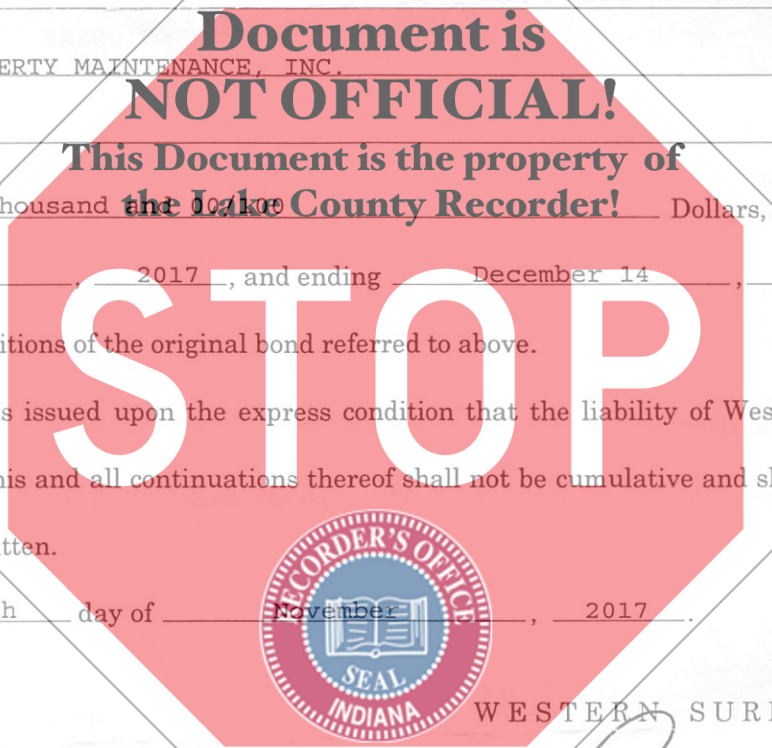 Document is
ERTY MAINTENANCE, INC.
NOT OFFICIAL!
This Document is the property of
the Lake County Recorder!
housand and 00/100 Dollars,
, 2017 , and ending December 14 ,
STOP
itions of the original bond referred to above.
s issued upon the express condition that the liability of Wes
his and all continuations thereof shall not be cumulative and sh
tten.
h day of November , 2017 .
RECORDER'S OFFICE
SEAL
INDIANA
WESTERN SURE